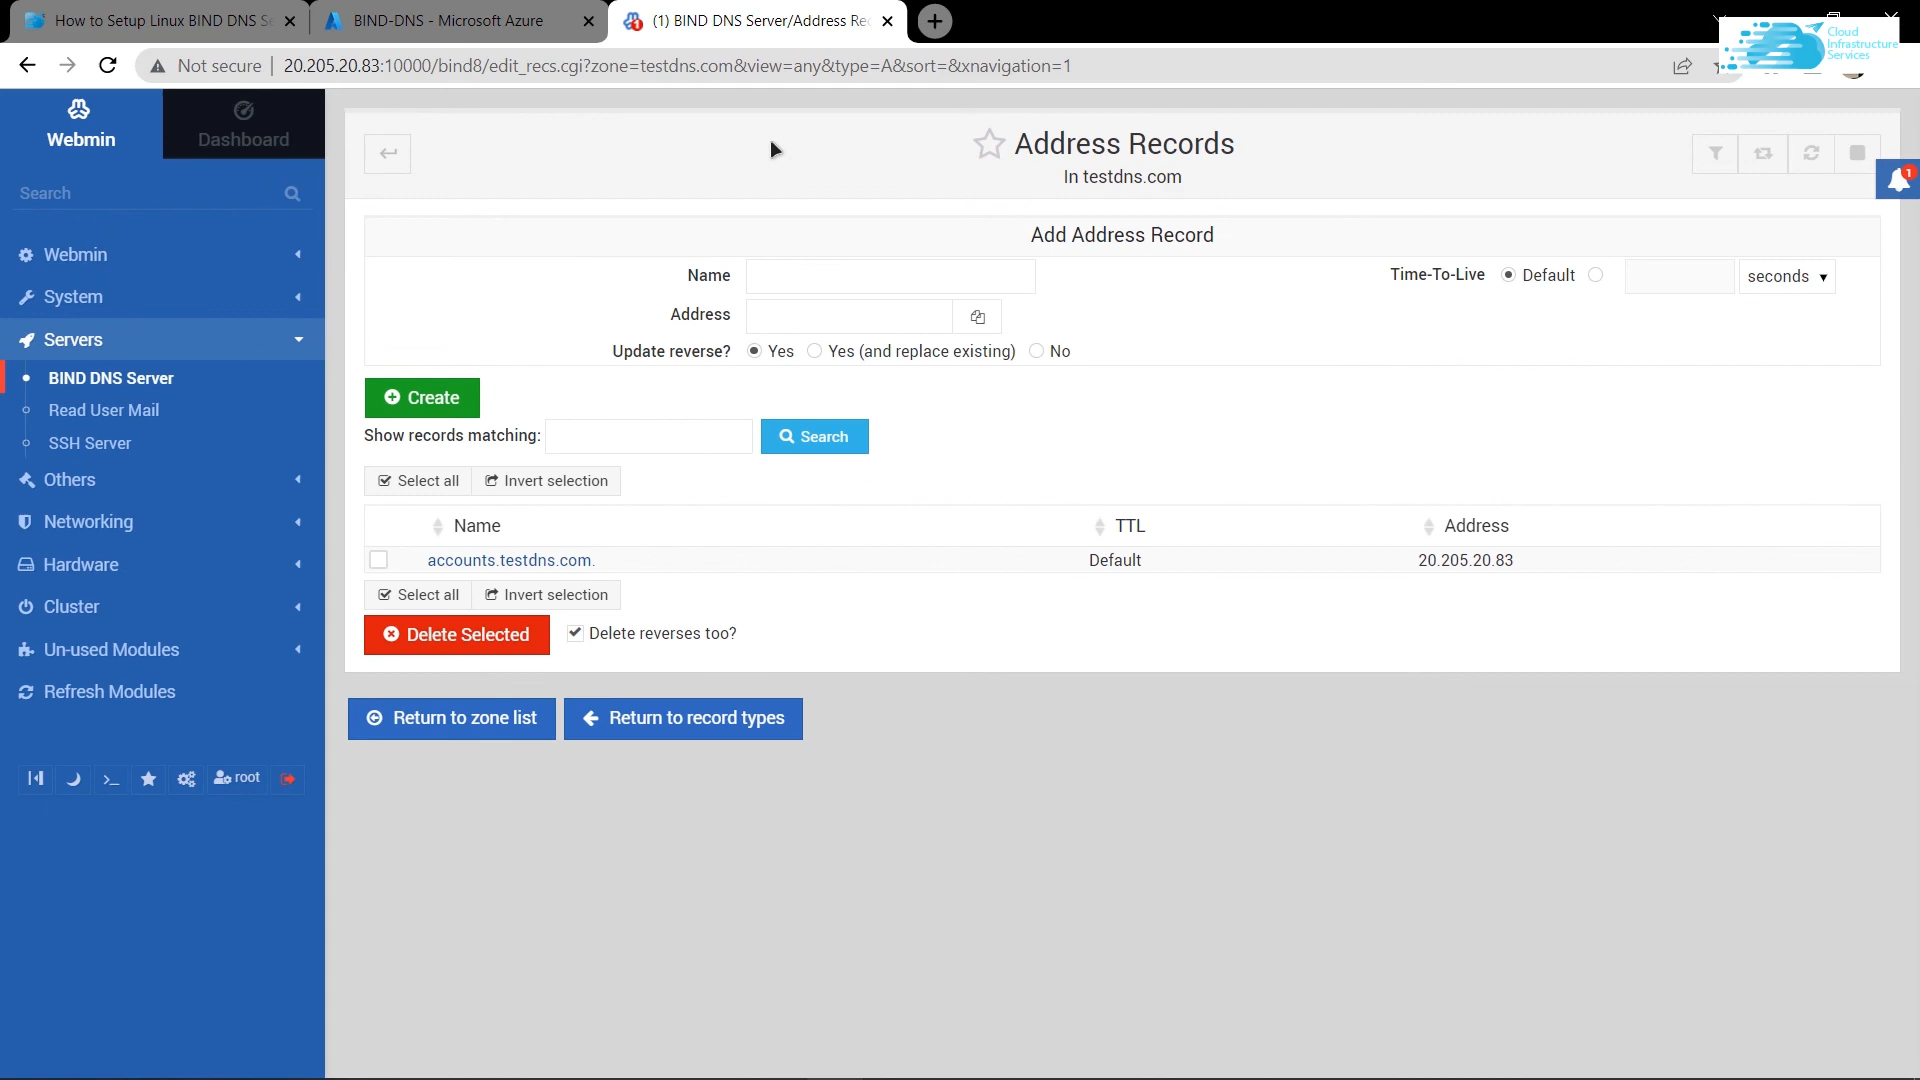 How to Setup Linux BIND DNS Se
BIND-DNS - Microsoft Azure
(1) BIND DNS Server/Address Rec
Cloud
Infrastructure
Services
Not secure
20.205.20.83:10000/bind8/edit_recs.cgi?zone=testdns.com&view=any&type=A&sort=&xnavigation=1
Webmin
Dashboard
Search
Webmin
System
Servers
BIND DNS Server
Read User Mail
SSH Server
Others
Networking
Hardware
Cluster
Un-used Modules
Refresh Modules
root
Address Records
In testdns.com
1
Add Address Record
Name
Time-To-Live Default seconds
Address
Update reverse? Yes Yes (and replace existing) No
Create
Show records matching: Search
Select all Invert selection
Name TTL Address
accounts.testdns.com. Default 20.205.20.83
Select all Invert selection
Delete Selected Delete reverses too?
Return to zone list Return to record types